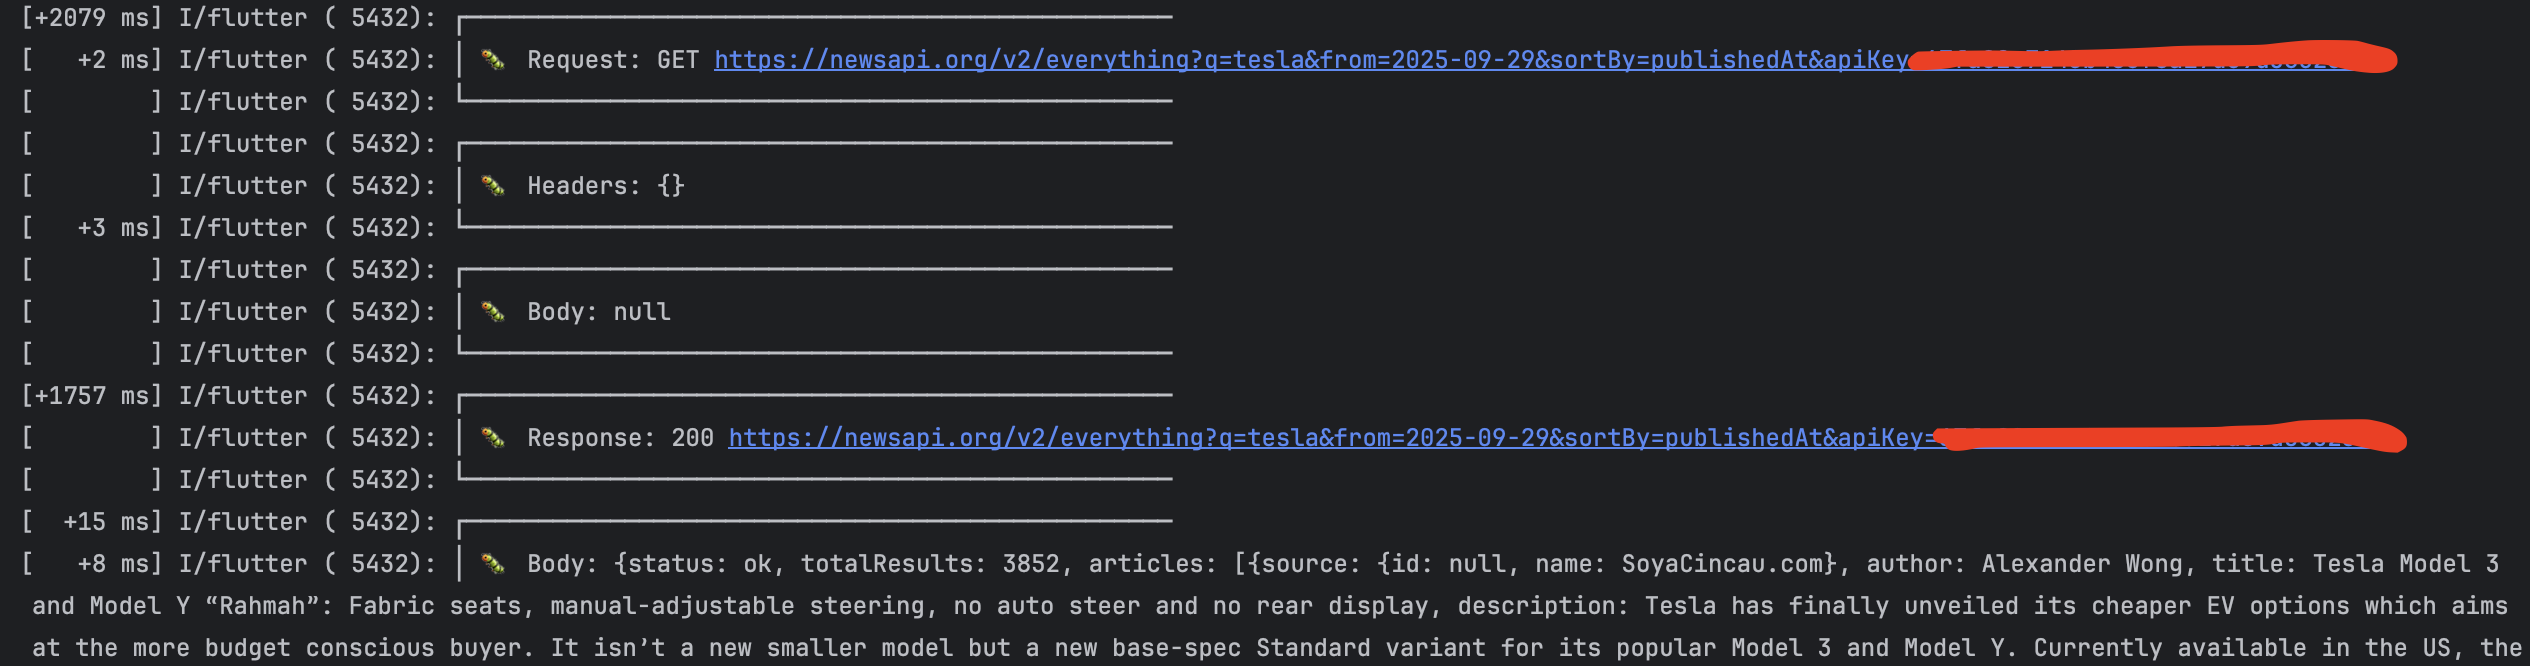 [+2079 ms] I/flutter ( 5432): ┌───────────────────────────────────────
[   +2 ms] I/flutter ( 5432): │ 🐛 Request: GET https://newsapi.org/v2/everything?q=tesla&from=2025-09-29&sortBy=publishedAt&apiKey
[        ] I/flutter ( 5432): └───────────────────────────────────────
[        ] I/flutter ( 5432): ┌───────────────────────────────────────
[        ] I/flutter ( 5432): │ 🐛 Headers: {}
[   +3 ms] I/flutter ( 5432): └───────────────────────────────────────
[        ] I/flutter ( 5432): ┌───────────────────────────────────────
[        ] I/flutter ( 5432): │ 🐛 Body: null
[        ] I/flutter ( 5432): └───────────────────────────────────────
[+1757 ms] I/flutter ( 5432): ┌───────────────────────────────────────
[        ] I/flutter ( 5432): │ 🐛 Response: 200 https://newsapi.org/v2/everything?q=tesla&from=2025-09-29&sortBy=publishedAt&apiKey=
[        ] I/flutter ( 5432): └───────────────────────────────────────
[  +15 ms] I/flutter ( 5432): ┌───────────────────────────────────────
[   +8 ms] I/flutter ( 5432): │ 🐛 Body: {status: ok, totalResults: 3852, articles: [{source: {id: null, name: SoyaCincau.com}, author: Alexander Wong, title: Tesla Model 3
and Model Y “Rahmah”: Fabric seats, manual-adjustable steering, no auto steer and no rear display, description: Tesla has finally unveiled its cheaper EV options which aims
at the more budget conscious buyer. It isn’t a new smaller model but a new base-spec Standard variant for its popular Model 3 and Model Y. Currently available in the US, the